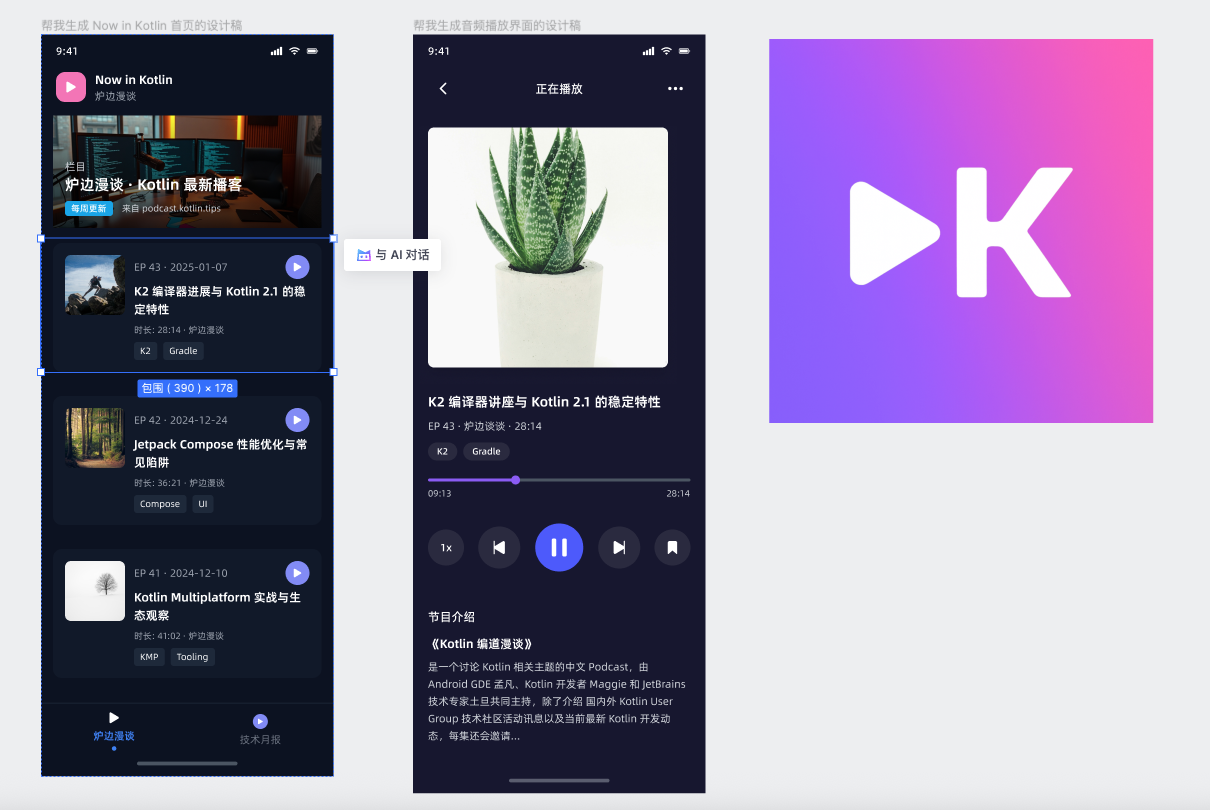 帮我生成 Now in Kotlin 首页的设计稿
9:41
Now in Kotlin
炉边漫谈
栏目
炉边漫谈 · Kotlin 最新播客
每周更新 来自 podcast.kotlin.tips
EP 43 · 2025-01-07
K2 编译器进展与 Kotlin 2.1 的稳
定特性
时长: 28:14 · 炉边漫谈
K2 Gradle
包围 ( 390 ) × 178
EP 42 · 2024-12-24
Jetpack Compose 性能优化与常
见陷阱
时长: 36:21 · 炉边漫谈
Compose UI
EP 41 · 2024-12-10
Kotlin Multiplatform 实战与生
态观察
时长: 41:02 · 炉边漫谈
KMP Tooling
炉边漫谈 技术月报
与 AI 对话
帮我生成音频播放界面的设计稿
9:41
正在播放
K2 编译器讲座与 Kotlin 2.1 的稳定特性
EP 43 · 炉边谈谈 · 28:14
K2 Gradle
09:13 28:14
1x
节目介绍
《Kotlin 编道漫谈》
是一个讨论 Kotlin 相关主题的中文 Podcast，由
Android GDE 孟凡、Kotlin 开发者 Maggie 和 JetBrains
技术专家土旦共同主持，除了介绍 国内外 Kotlin User
Group 技术社区活动讯息以及当前最新 Kotlin 开发动
态，每集还会邀请...
K